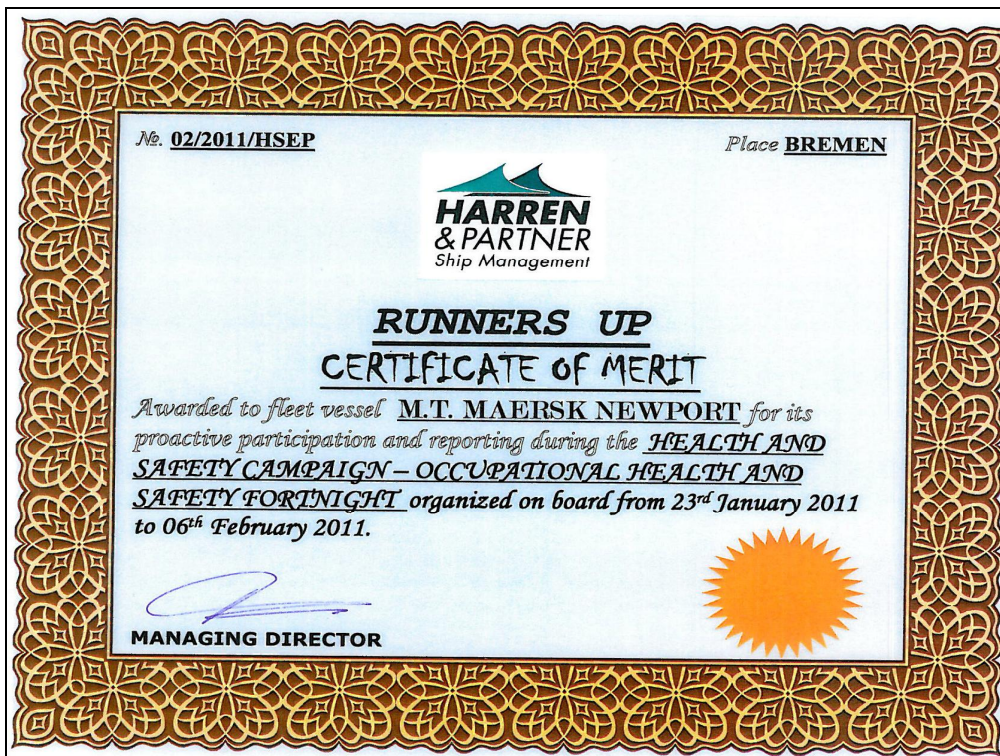 №. 02/2011/HSEP
Place BREMEN
HARREN
& PARTNER
Ship Management
RUNNERS UP
CERTIFICATE OF MERIT
Awarded to fleet vessel M.T. MAERSK NEWPORT for its
proactive participation and reporting during the HEALTH AND
SAFETY CAMPAIGN – OCCUPATIONAL HEALTH AND
SAFETY FORTNIGHT organized on board from 23rd January 2011
to 06th February 2011.
MANAGING DIRECTOR